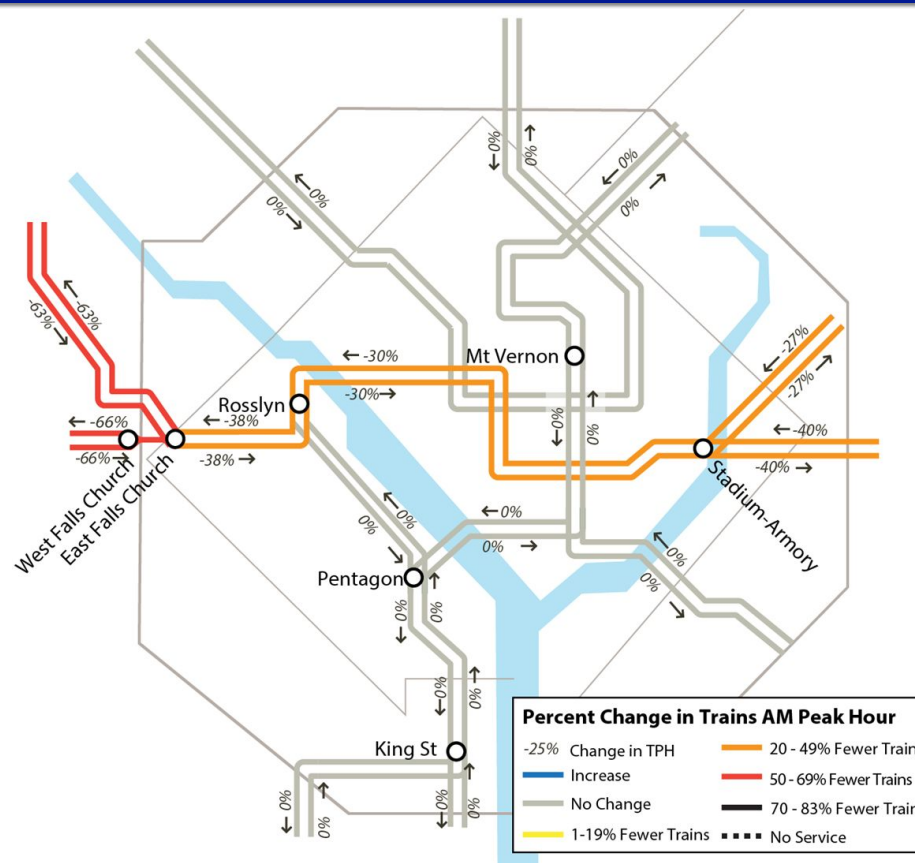 ←0%
0%→
←0%
0%→
←0%
0%→
←-63%
-63%→
Mt Vernon
←-30%
-30%→
←-27%
-27%→
Rosslyn
←-66%
-66%→
←-38%
-38%→
←0%
0%→
←-40%
-40%→
West Falls Church
East Falls Church
Stadium-Armory
←0%
0%→
←0%
0%→
←0%
0%→
Pentagon
←0%
0%→
←0%
0%→
King St
←0%
0%→
←0%
0%→
Percent Change in Trains AM Peak Hour
-25% Change in TPH
Increase
No Change
1-19% Fewer Trains
20 - 49% Fewer Train
50 - 69% Fewer Trains
70 - 83% Fewer Train
No Service